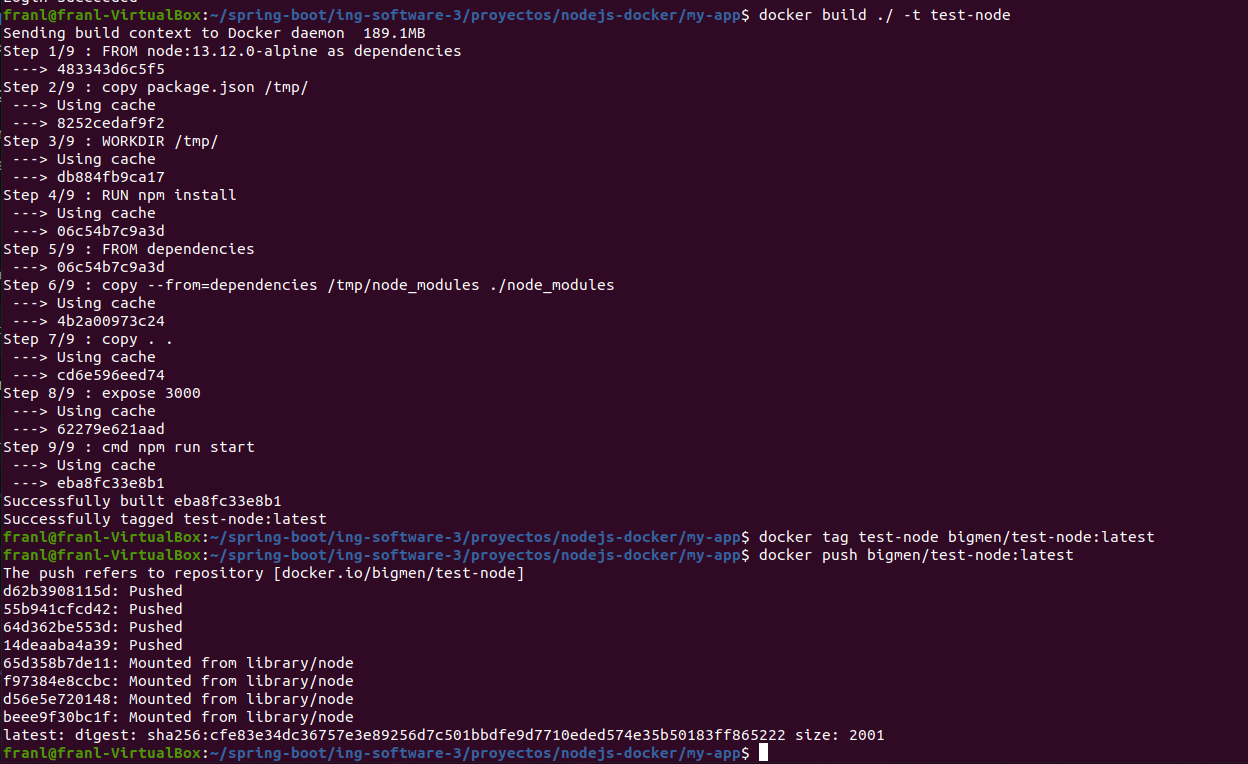 Login Succeeded
franl@franl-VirtualBox:~/spring-boot/ing-software-3/proyectos/nodejs-docker/my-app$ docker build ./ -t test-node
Sending build context to Docker daemon  189.1MB
Step 1/9 : FROM node:13.12.0-alpine as dependencies
 ---> 483343d6c5f5
Step 2/9 : copy package.json /tmp/
 ---> Using cache
 ---> 8252cedaf9f2
Step 3/9 : WORKDIR /tmp/
 ---> Using cache
 ---> db884fb9ca17
Step 4/9 : RUN npm install
 ---> Using cache
 ---> 06c54b7c9a3d
Step 5/9 : FROM dependencies
 ---> 06c54b7c9a3d
Step 6/9 : copy --from=dependencies /tmp/node_modules ./node_modules
 ---> Using cache
 ---> 4b2a00973c24
Step 7/9 : copy . .
 ---> Using cache
 ---> cd6e596eed74
Step 8/9 : expose 3000
 ---> Using cache
 ---> 62279e621aad
Step 9/9 : cmd npm run start
 ---> Using cache
 ---> eba8fc33e8b1
Successfully built eba8fc33e8b1
Successfully tagged test-node:latest
franl@franl-VirtualBox:~/spring-boot/ing-software-3/proyectos/nodejs-docker/my-app$ docker tag test-node bigmen/test-node:latest
franl@franl-VirtualBox:~/spring-boot/ing-software-3/proyectos/nodejs-docker/my-app$ docker push bigmen/test-node:latest
The push refers to repository [docker.io/bigmen/test-node]
d62b3908115d: Pushed
55b941cfcd42: Pushed
64d362be553d: Pushed
14deaaba4a39: Pushed
65d358b7de11: Mounted from library/node
f97384e8ccbc: Mounted from library/node
d56e5e720148: Mounted from library/node
beee9f30bc1f: Mounted from library/node
latest: digest: sha256:cfe83e34dc36757e3e89256d7c501bbdfe9d7710eded574e35b50183ff865222 size: 2001
franl@franl-VirtualBox:~/spring-boot/ing-software-3/proyectos/nodejs-docker/my-app$